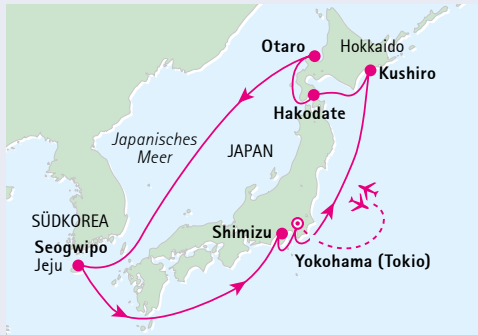 Otaro
Hokkaido
Kushiro
Hakodate
Japanisches
Meer
JAPAN
SÜDKOREA
Seogwipo
Jeju
Shimizu
Yokohama (Tokio)